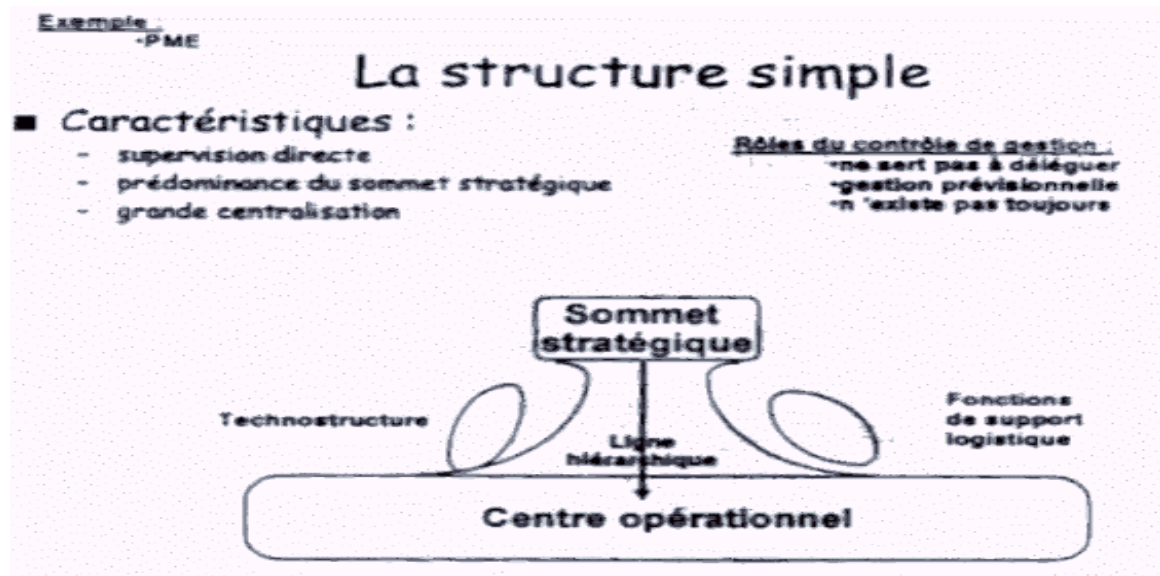 Exemple :
-PME
La structure simple
■ Caractéristiques :
- supervision directe
- prédominance du sommet stratégique
- grande centralisation
Rôles du contrôle de gestion :
-ne sert pas à déléguer
-gestion prévisionnelle
-n 'existe pas toujours
Sommet
stratégique
Technostructure
Ligne
hiérarchique
Fonctions
de support
logistique
Centre opérationnel